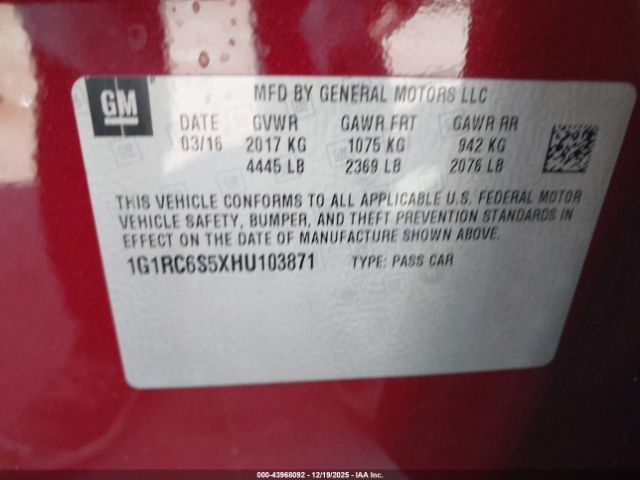 GM
MFD BY GENERAL MOTORS LLC
DATE GVWR GAWR FRT GAWR RR
03/16 2017 KG 1075 KG 942 KG
4445 LB 2369 LB 2076 LB
THIS VEHICLE CONFORMS TO ALL APPLICABLE U.S. FEDERAL MOTOR
VEHICLE SAFETY, BUMPER, AND THEFT PREVENTION STANDARDS IN
EFFECT ON THE DATE OF MANUFACTURE SHOWN ABOVE.
1G1RC6S5XHU103871 TYPE: PASS CAR
000-43968092 - 12/19/2025 - IAA Inc.